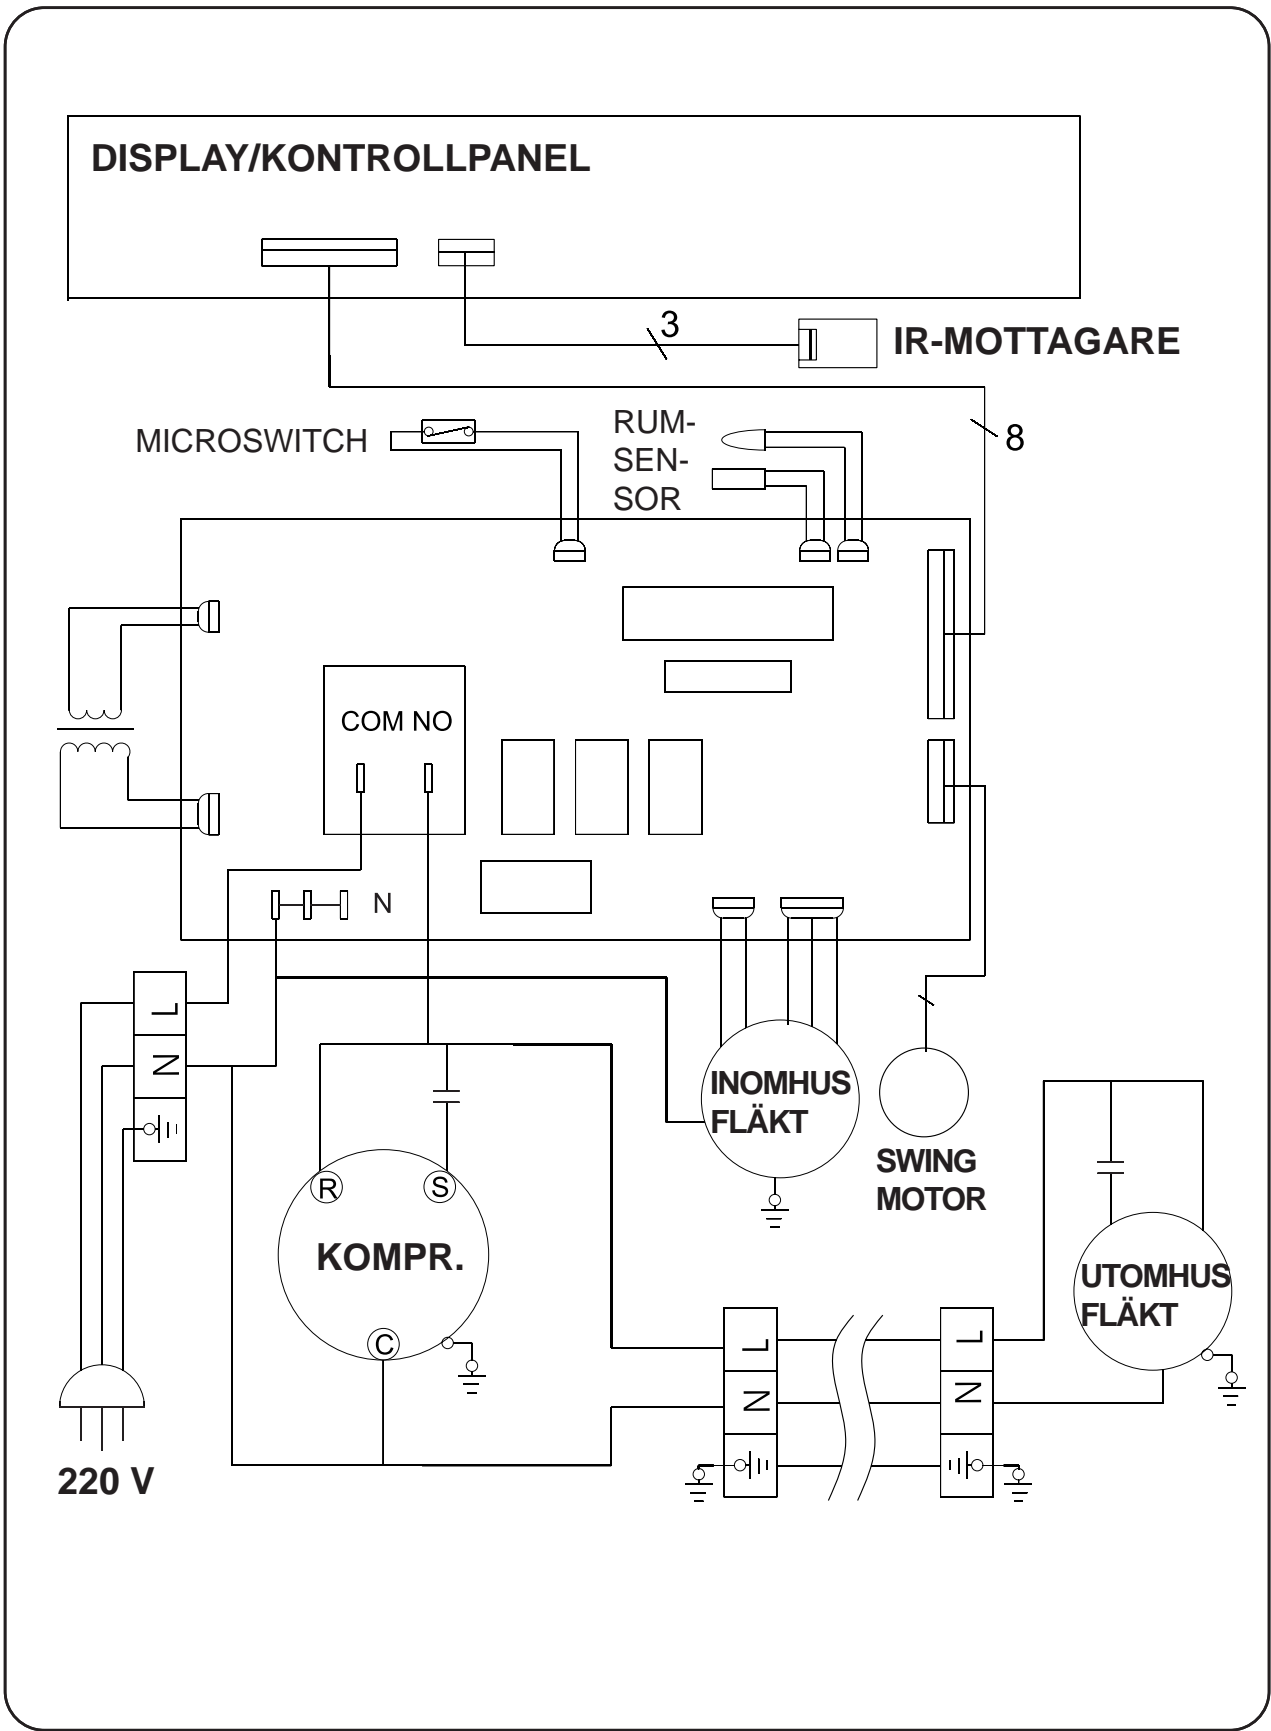 DISPLAY/KONTROLLPANEL
3
IR-MOTTAGARE
MICROSWITCH
RUM-
SEN-
SOR
8
COM NO
N
L
N
INOMHUS
FLÄKT
SWING
MOTOR
R
S
KOMPR.
C
UTOMHUS
FLÄKT
L
N
L
N
220 V